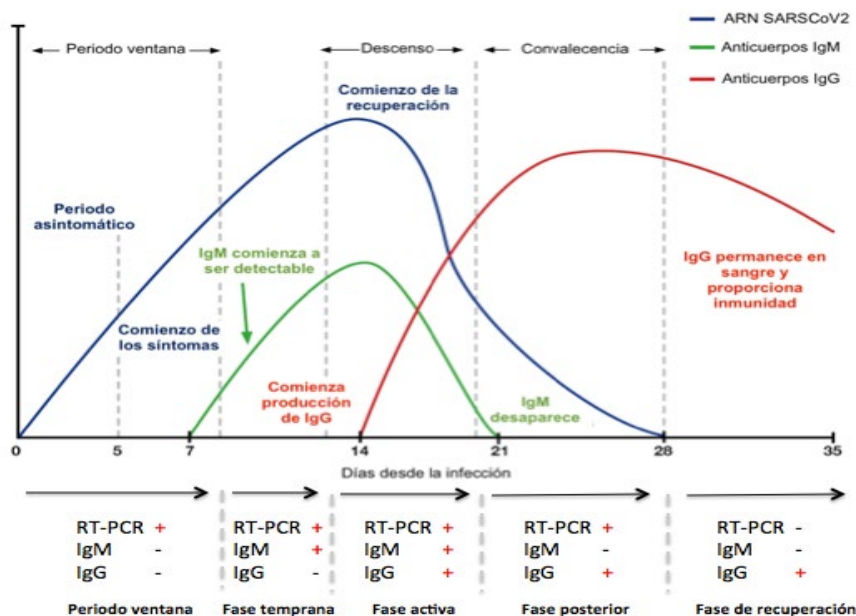 ARN SARSCoV2
Anticuerpos IgM
Anticuerpos IgG
Periodo ventana
Descenso
Convalecencia
Comienzo de la
recuperación
Periodo
asintomático
IgM comienza a
ser detectable
Comienzo de
los síntomas
IgG permanece en
sangre y
proporciona
inmunidad
Comienza
producción
de IgG
IgM
desaparece
0 5 7 14 21 28 35
Días desde la infección
RT-PCR + RT-PCR + RT-PCR + RT-PCR + RT-PCR -
IgM - IgM + IgM + IgM - IgM -
IgG - IgG - IgG + IgG + IgG +
Periodo ventana Fase temprana Fase activa Fase posterior Fase de recuperación